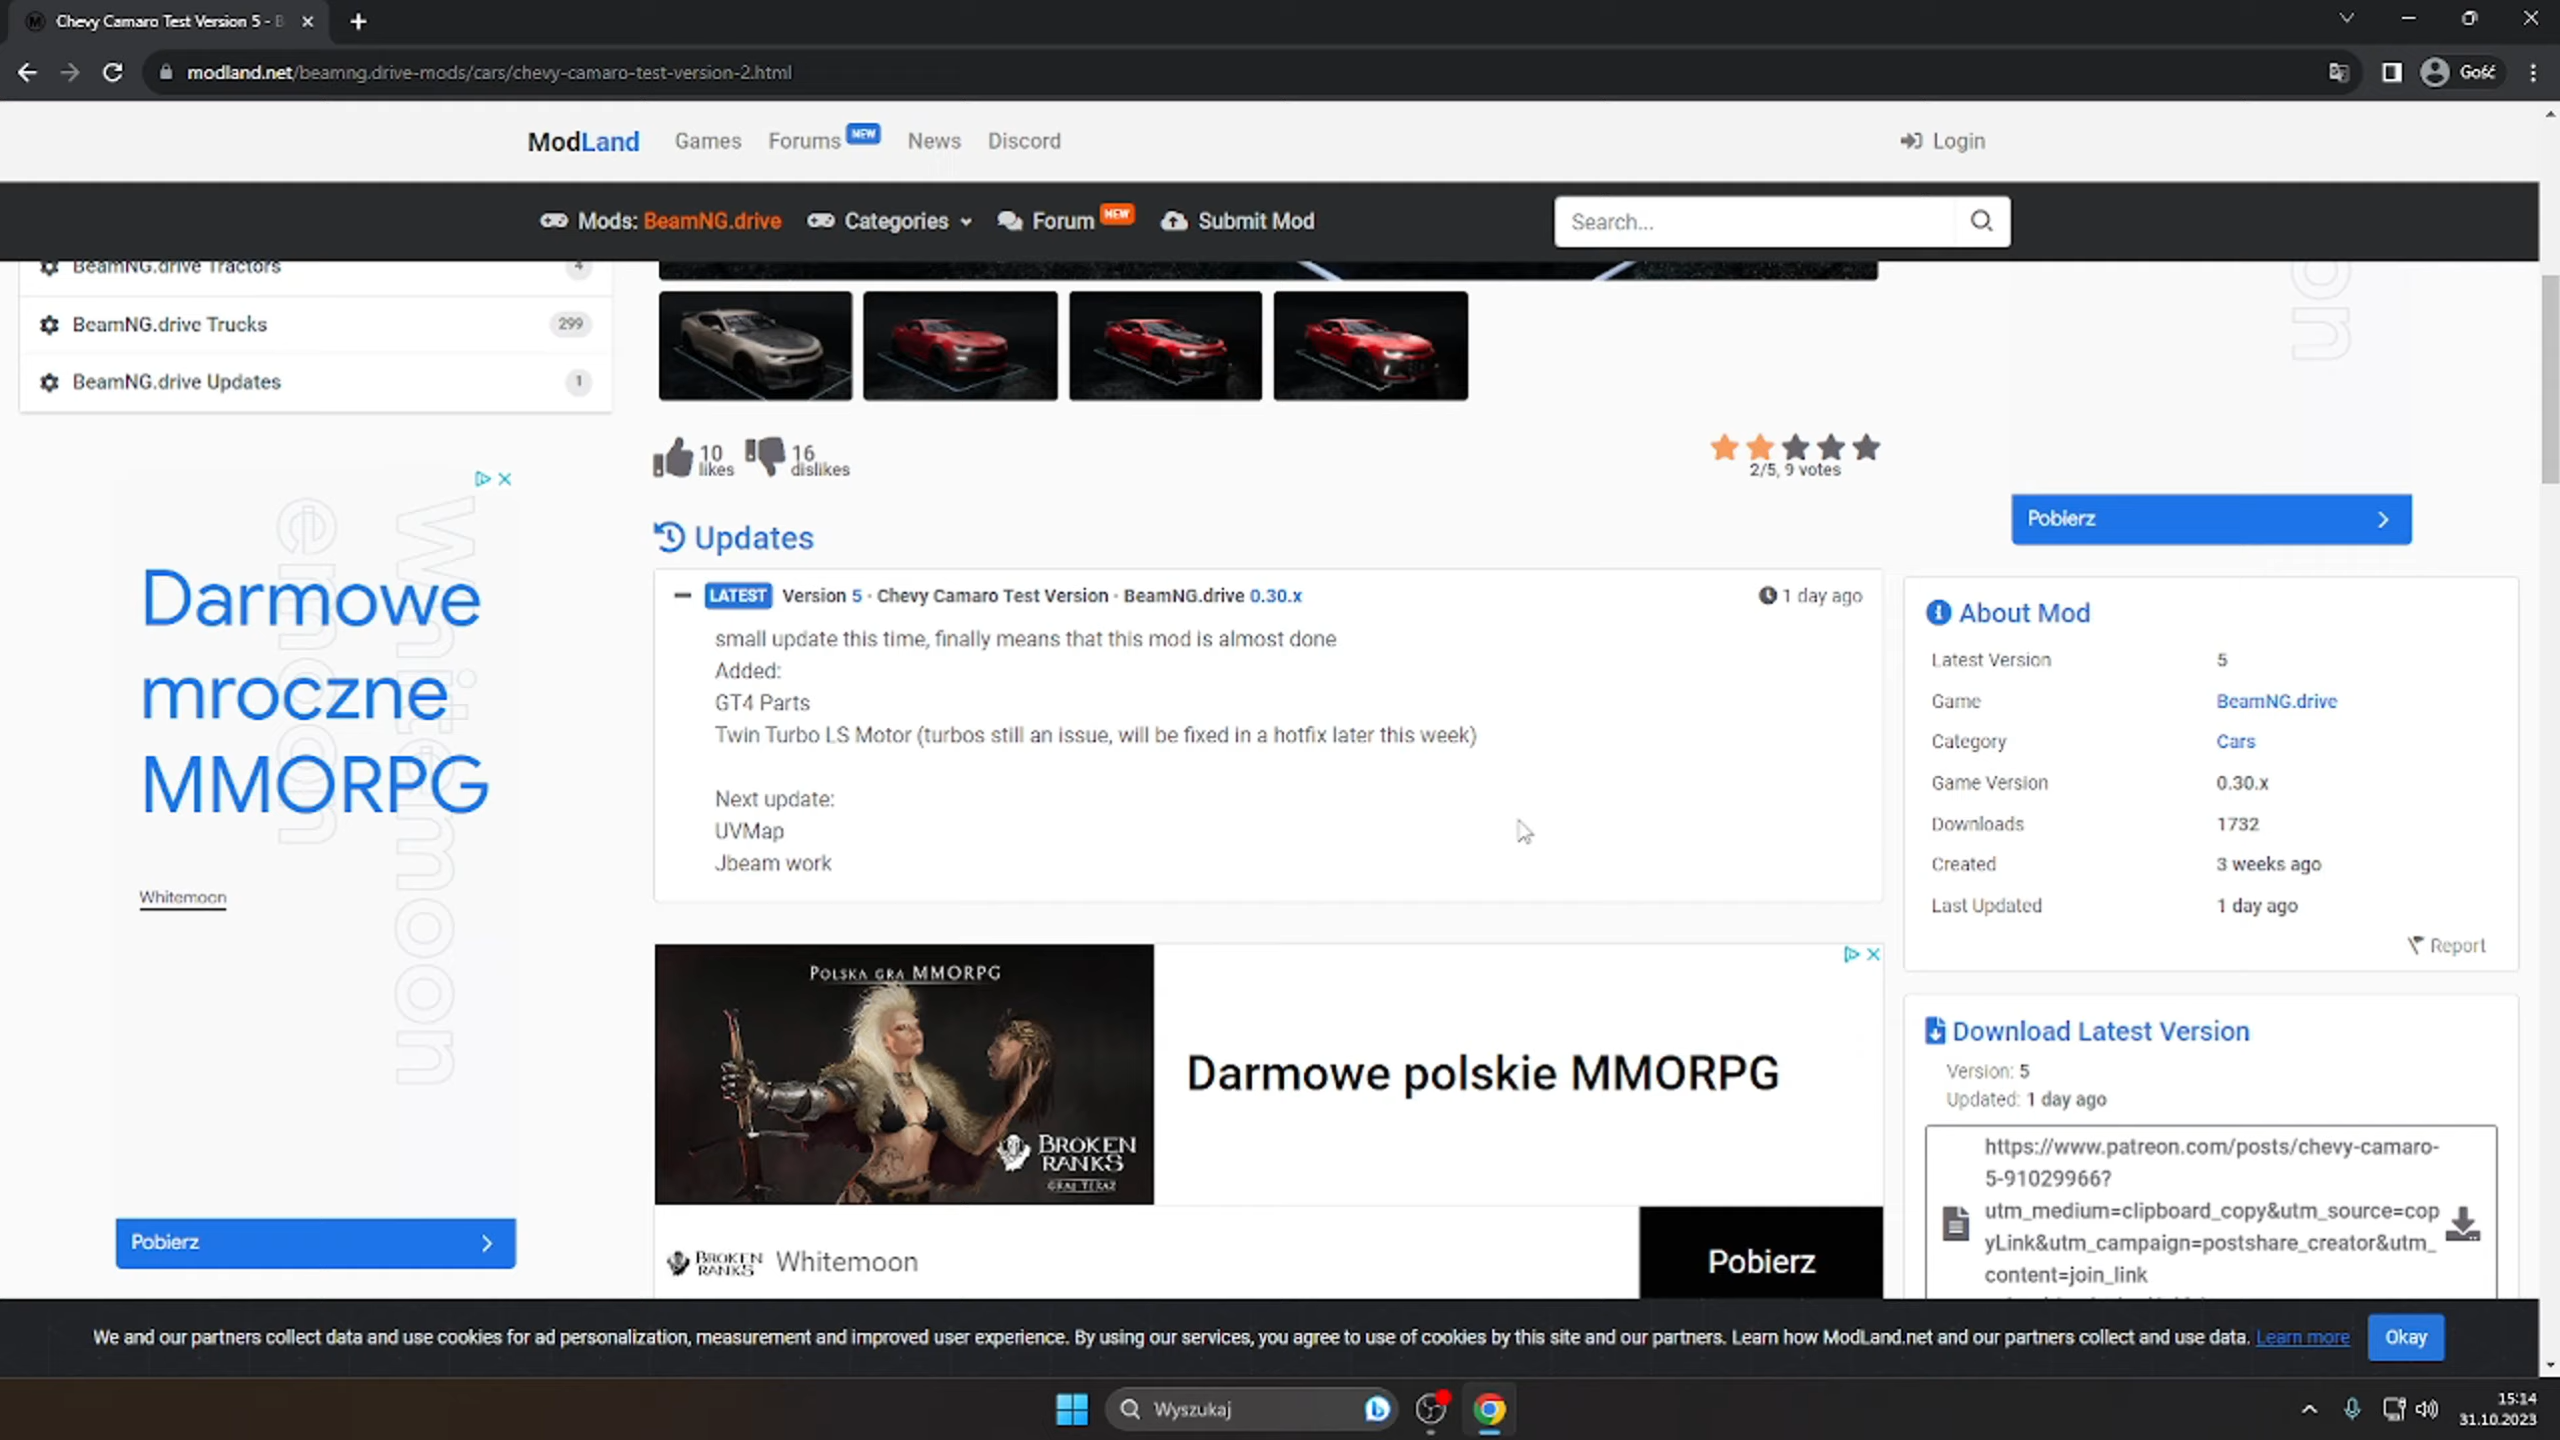 Chevy Camaro Test Version 5 - B
modland.net/beamng.drive-mods/cars/chevy-camaro-test-version-2.html
Gość
ModLand
Games
Forums NEW
News
Discord
Login
Mods: BeamNG.drive
Categories
Forum NEW
Submit Mod
Search...
BeamNG.drive Tractors 4
BeamNG.drive Trucks 299
BeamNG.drive Updates 1
10 likes
16 dislikes
2/5, 9 votes
Updates
LATEST Version 5 · Chevy Camaro Test Version · BeamNG.drive 0.30.x
1 day ago
small update this time, finally means that this mod is almost done
Added:
GT4 Parts
Twin Turbo LS Motor (turbos still an issue, will be fixed in a hotfix later this week)
Next update:
UVMap
Jbeam work
Whitemoon
Darmowe
mroczne
MMORPG
Whitemoon
Pobierz
POLSKA GRA MMORPG
BROKEN
RANKS
GRAJ TERAZ
Darmowe polskie MMORPG
BROKEN
RANKS
Whitemoon
Pobierz
on
Pobierz
About Mod
Latest Version 5
Game BeamNG.drive
Category Cars
Game Version 0.30.x
Downloads 1732
Created 3 weeks ago
Last Updated 1 day ago
Report
Download Latest Version
Version: 5
Updated: 1 day ago
https://www.patreon.com/posts/chevy-camaro-
5-91029966?
utm_medium=clipboard_copy&utm_source=cop
yLink&utm_campaign=postshare_creator&utm_
content=join_link
We and our partners collect data and use cookies for ad personalization, measurement and improved user experience. By using our services, you agree to use of cookies by this site and our partners. Learn how ModLand.net and our partners collect and use data. Learn more
Okay
Wyszukaj
15:14
31.10.2023